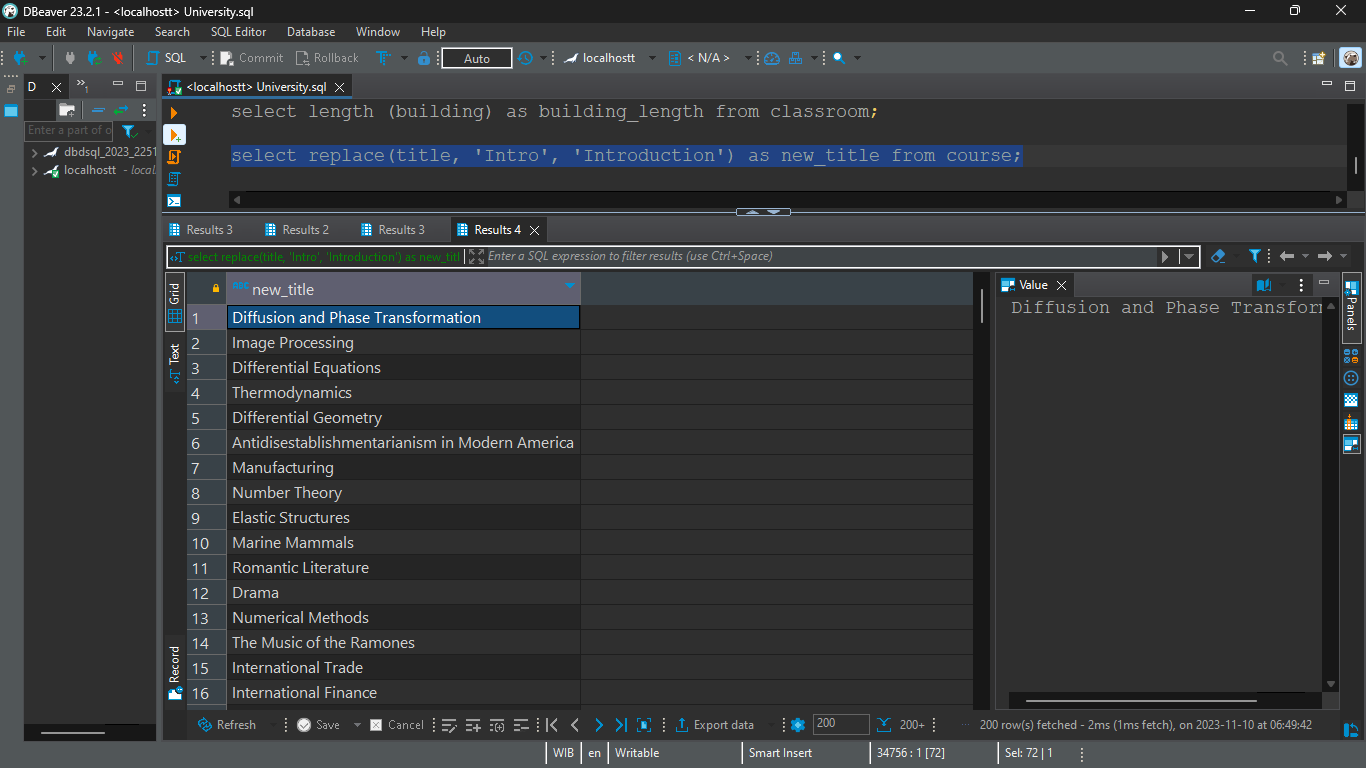 DBeaver 23.2.1 - <localhostt> University.sql
File Edit Navigate Search SQL Editor Database Window Help
SQL Commit Rollback Auto localhostt < N/A >
D
<localhostt> University.sql
Enter a part of o
dbdsql_2023_2251
localhostt - local
select length (building) as building_length from classroom;
select replace(title, 'Intro', 'Introduction') as new_title from course;
Results 3 Results 2 Results 3 Results 4
select replace(title, 'Intro', 'Introduction') as new_titl Enter a SQL expression to filter results (use Ctrl+Space)
Grid
Text
Record
new_title
1 Diffusion and Phase Transformation
2 Image Processing
3 Differential Equations
4 Thermodynamics
5 Differential Geometry
6 Antidisestablishmentarianism in Modern America
7 Manufacturing
8 Number Theory
9 Elastic Structures
10 Marine Mammals
11 Romantic Literature
12 Drama
13 Numerical Methods
14 The Music of the Ramones
15 International Trade
16 International Finance
Value
Diffusion and Phase Transfor
Panels
Refresh Save Cancel Export data 200 200+ 200 row(s) fetched - 2ms (1ms fetch), on 2023-11-10 at 06:49:42
WIB en Writable Smart Insert 34756 : 1 [72] Sel: 72 | 1